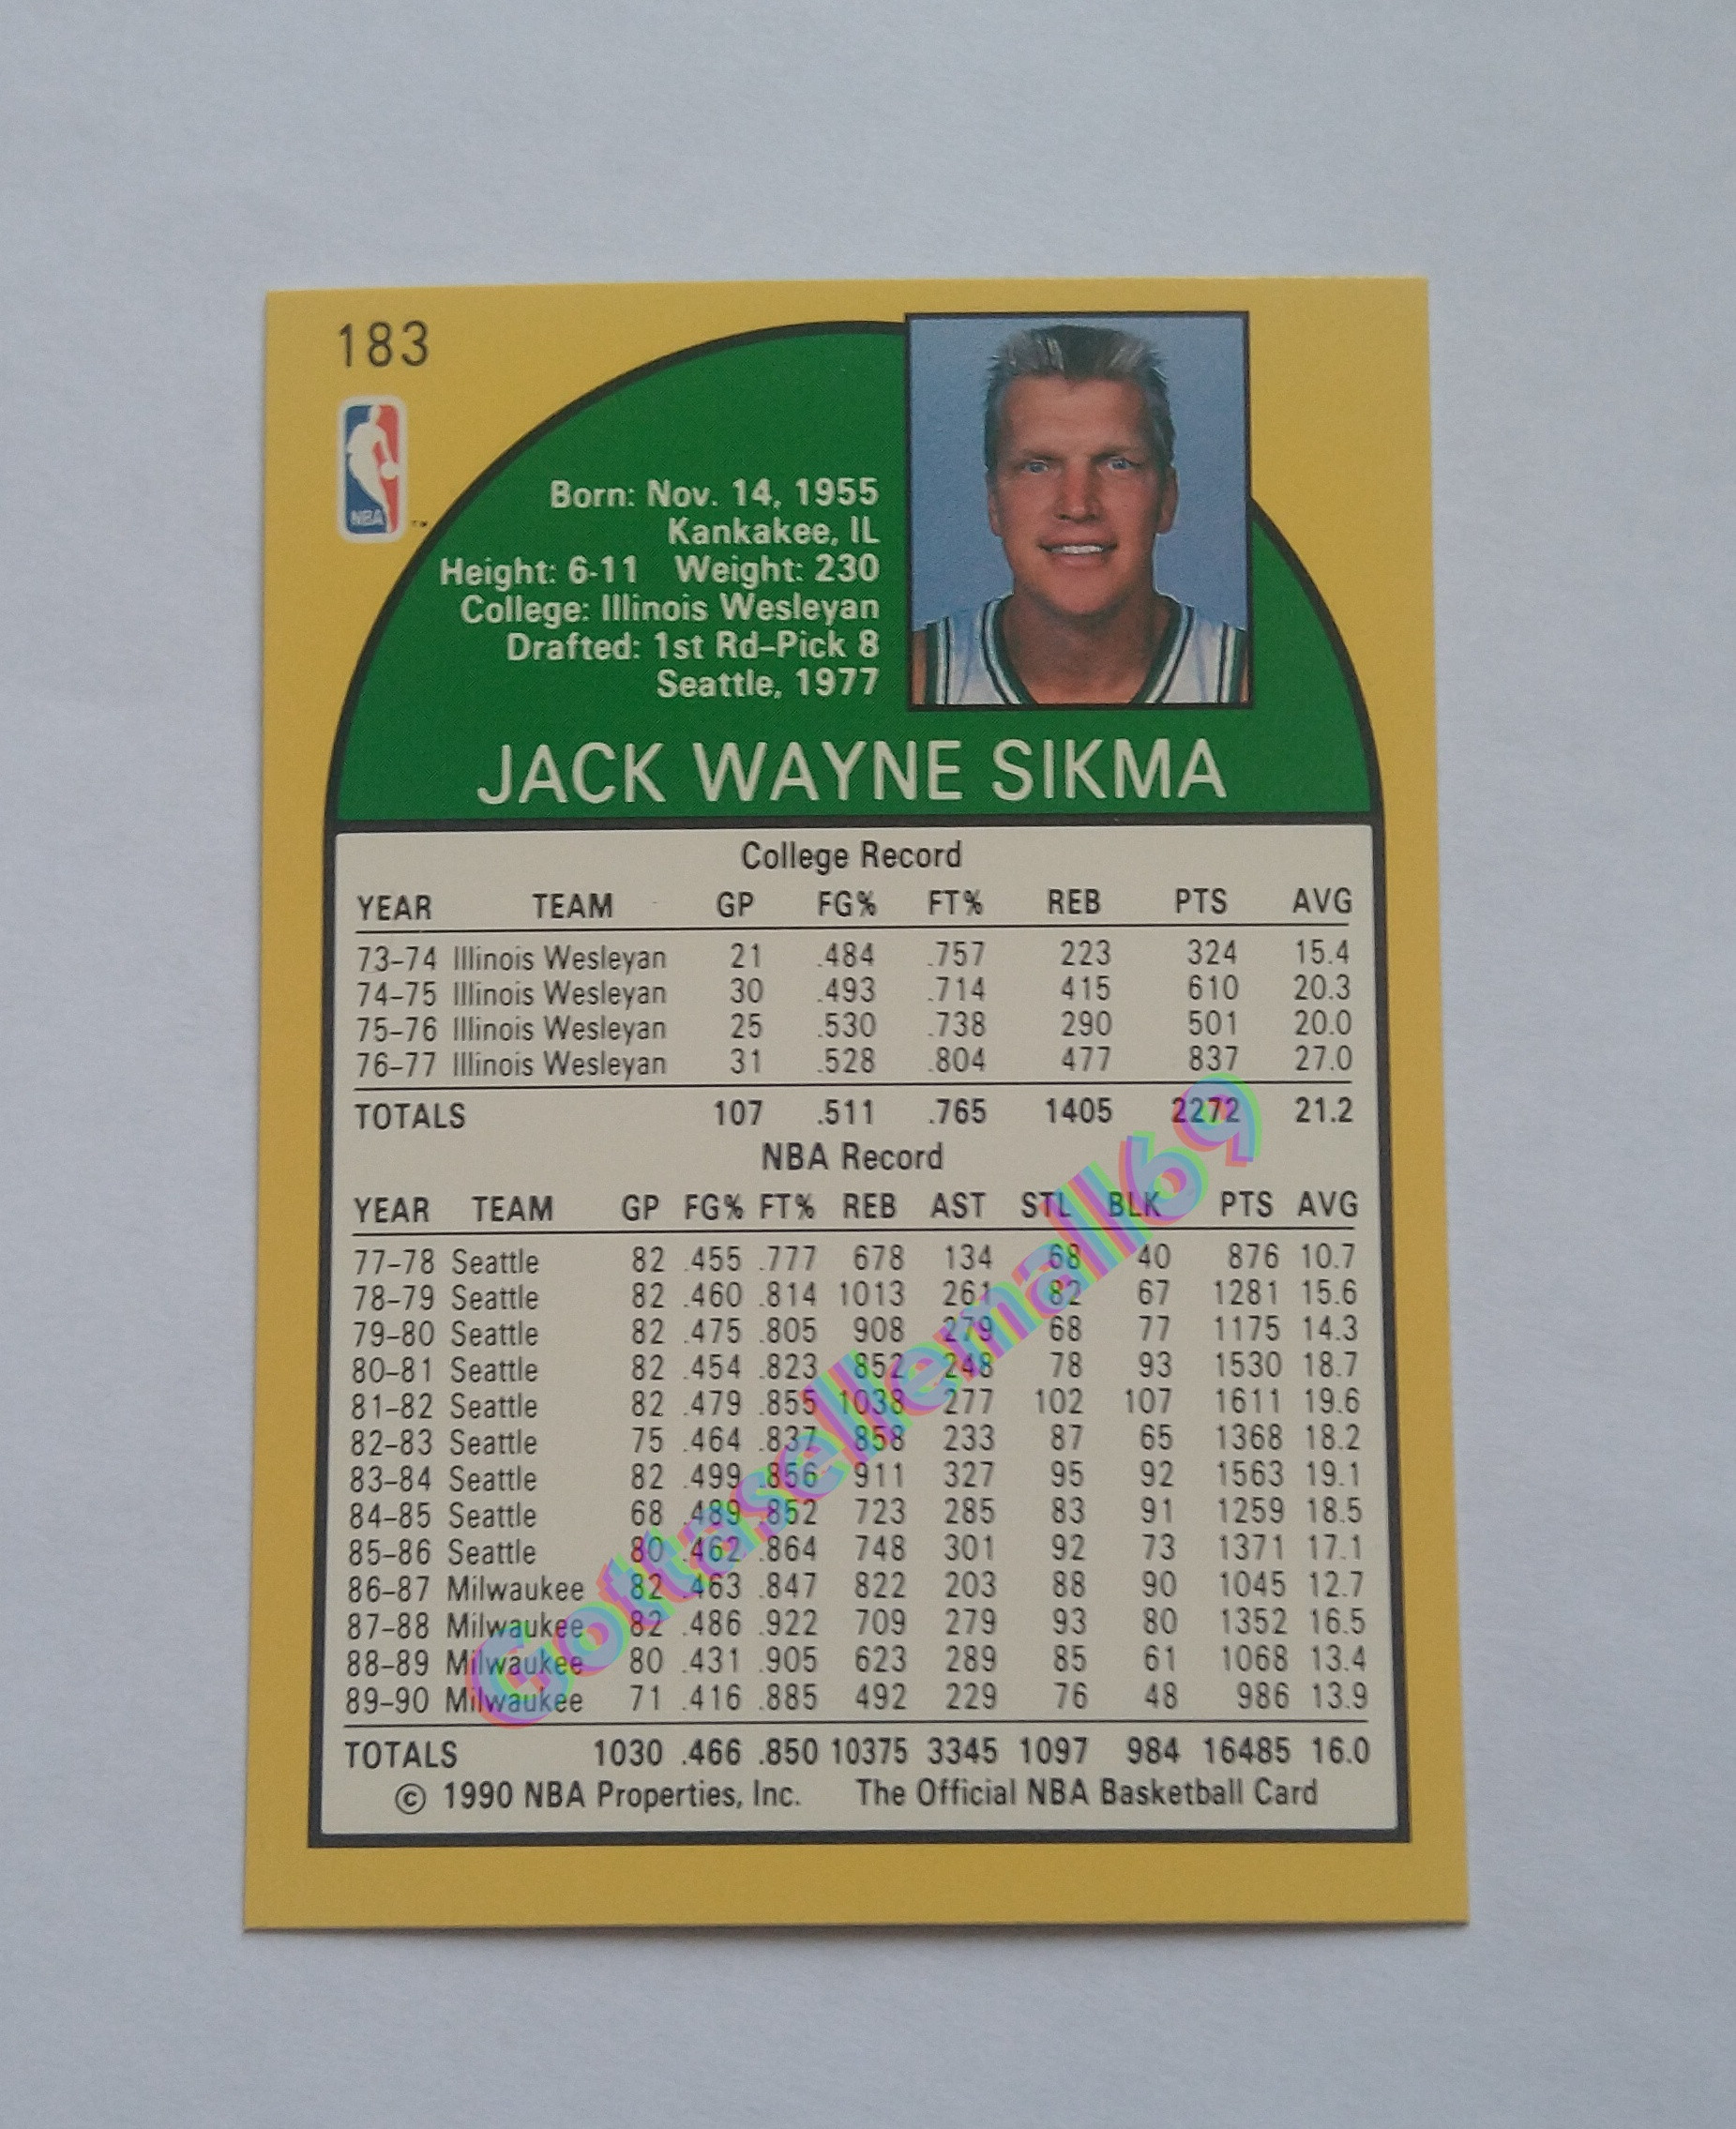 183
NBA ™
Born: Nov. 14, 1955
Kankakee, IL
Height: 6-11 Weight: 230
College: Illinois Wesleyan
Drafted: 1st Rd–Pick 8
Seattle, 1977
JACK WAYNE SIKMA
College Record
YEAR TEAM GP FG% FT% REB PTS AVG
73–74 Illinois Wesleyan 21 .484 .757 223 324 15.4
74–75 Illinois Wesleyan 30 .493 .714 415 610 20.3
75–76 Illinois Wesleyan 25 .530 .738 290 501 20.0
76–77 Illinois Wesleyan 31 .528 .804 477 837 27.0
TOTALS 107 .511 .765 1405 2272 21.2
NBA Record
YEAR TEAM GP FG% FT% REB AST STL BLK PTS AVG
77–78 Seattle 82 .455 .777 678 134 68 40 876 10.7
78–79 Seattle 82 .460 .814 1013 261 82 67 1281 15.6
79–80 Seattle 82 .475 .805 908 279 68 77 1175 14.3
80–81 Seattle 82 .454 .823 852 248 78 93 1530 18.7
81–82 Seattle 82 .479 .855 1038 277 102 107 1611 19.6
82–83 Seattle 75 .464 .837 858 233 87 65 1368 18.2
83–84 Seattle 82 .499 .856 911 327 95 92 1563 19.1
84–85 Seattle 68 .489 .852 723 285 83 91 1259 18.5
85–86 Seattle 80 .462 .864 748 301 92 73 1371 17.1
86–87 Milwaukee 82 .463 .847 822 203 88 90 1045 12.7
87–88 Milwaukee 82 .486 .922 709 279 93 80 1352 16.5
88–89 Milwaukee 80 .431 .905 623 289 85 61 1068 13.4
89–90 Milwaukee 71 .416 .885 492 229 76 48 986 13.9
TOTALS 1030 .466 .850 10375 3345 1097 984 16485 16.0
© 1990 NBA Properties, Inc. The Official NBA Basketball Card
Gottasellemall69